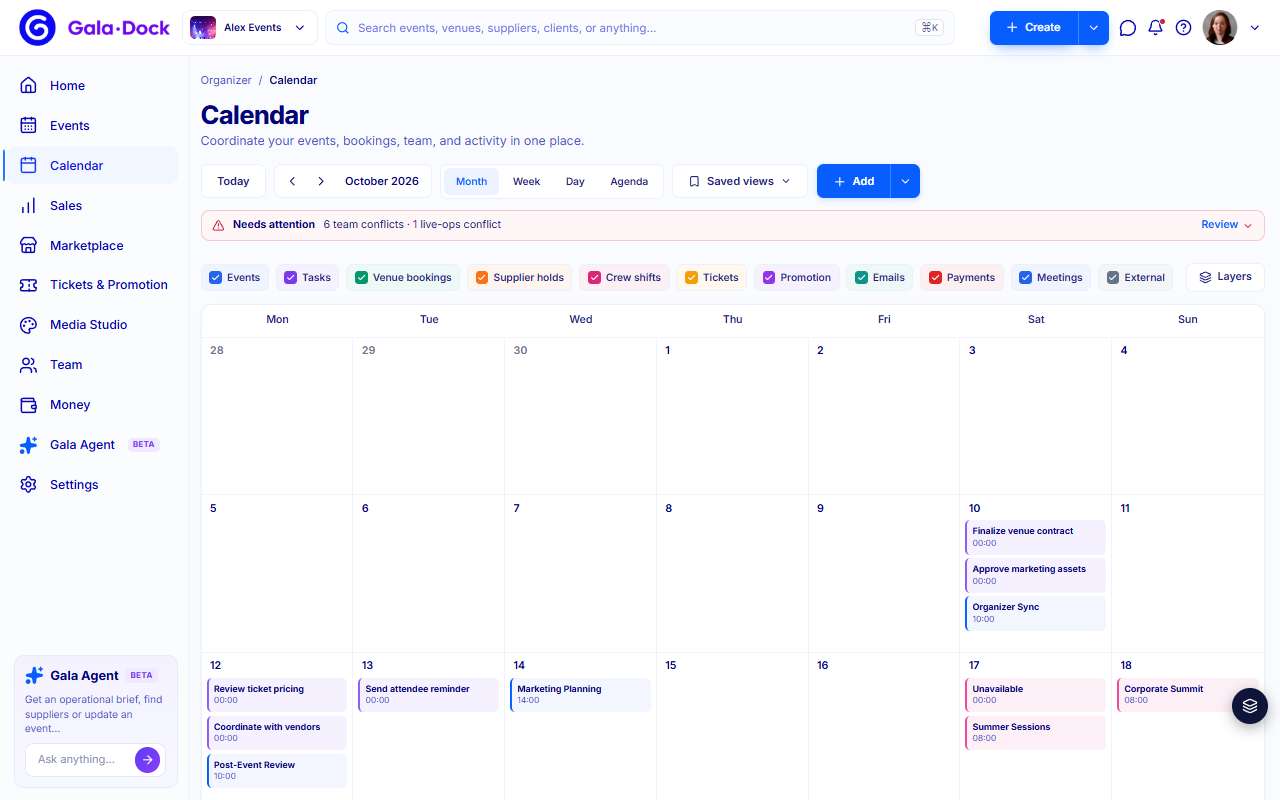 Gala·Dock
Alex Events
Search events, venues, suppliers, clients, or anything...
⌘K
Create
Home
Events
Calendar
Sales
Marketplace
Tickets & Promotion
Media Studio
Team
Money
Gala Agent BETA
Settings
Gala Agent BETA
Get an operational brief, find
suppliers or update an
event...
Ask anything...
Organizer / Calendar
Calendar
Coordinate your events, bookings, team, and activity in one place.
Today
October 2026
Month Week Day Agenda
Saved views
Add
Needs attention 6 team conflicts · 1 live-ops conflict
Review
Events Tasks Venue bookings Supplier holds Crew shifts Tickets Promotion Emails Payments Meetings External
Layers
Mon Tue Wed Thu Fri Sat Sun
28 29 30 1 2 3 4
5 6 7 8 9 10 11
Finalize venue contract
00:00
Approve marketing assets
00:00
Organizer Sync
10:00
12 13 14 15 16 17 18
Review ticket pricing
00:00
Coordinate with vendors
00:00
Post-Event Review
10:00
Send attendee reminder
00:00
Marketing Planning
14:00
Unavailable
00:00
Summer Sessions
08:00
Corporate Summit
08:00